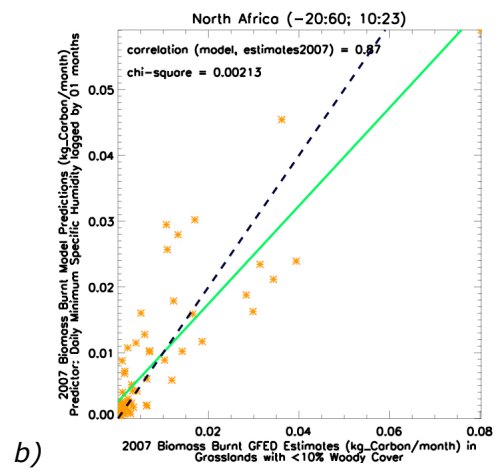 North Africa (-20:60; 10:23)
correlation (model, estimates2007) = 0.87
chi-square = 0.00213
2007 Biomass Burnt Model Predictions (kg_Carbon/month)
Predictor: Daily Minimum Specific Humidity lagged by 01 months
0.05
0.04
0.03
0.02
0.01
0.00
0.02 0.04 0.06 0.08
2007 Biomass Burnt GFED Estimates (kg_Carbon/month) in
Grasslands with <10% Woody Cover
b)